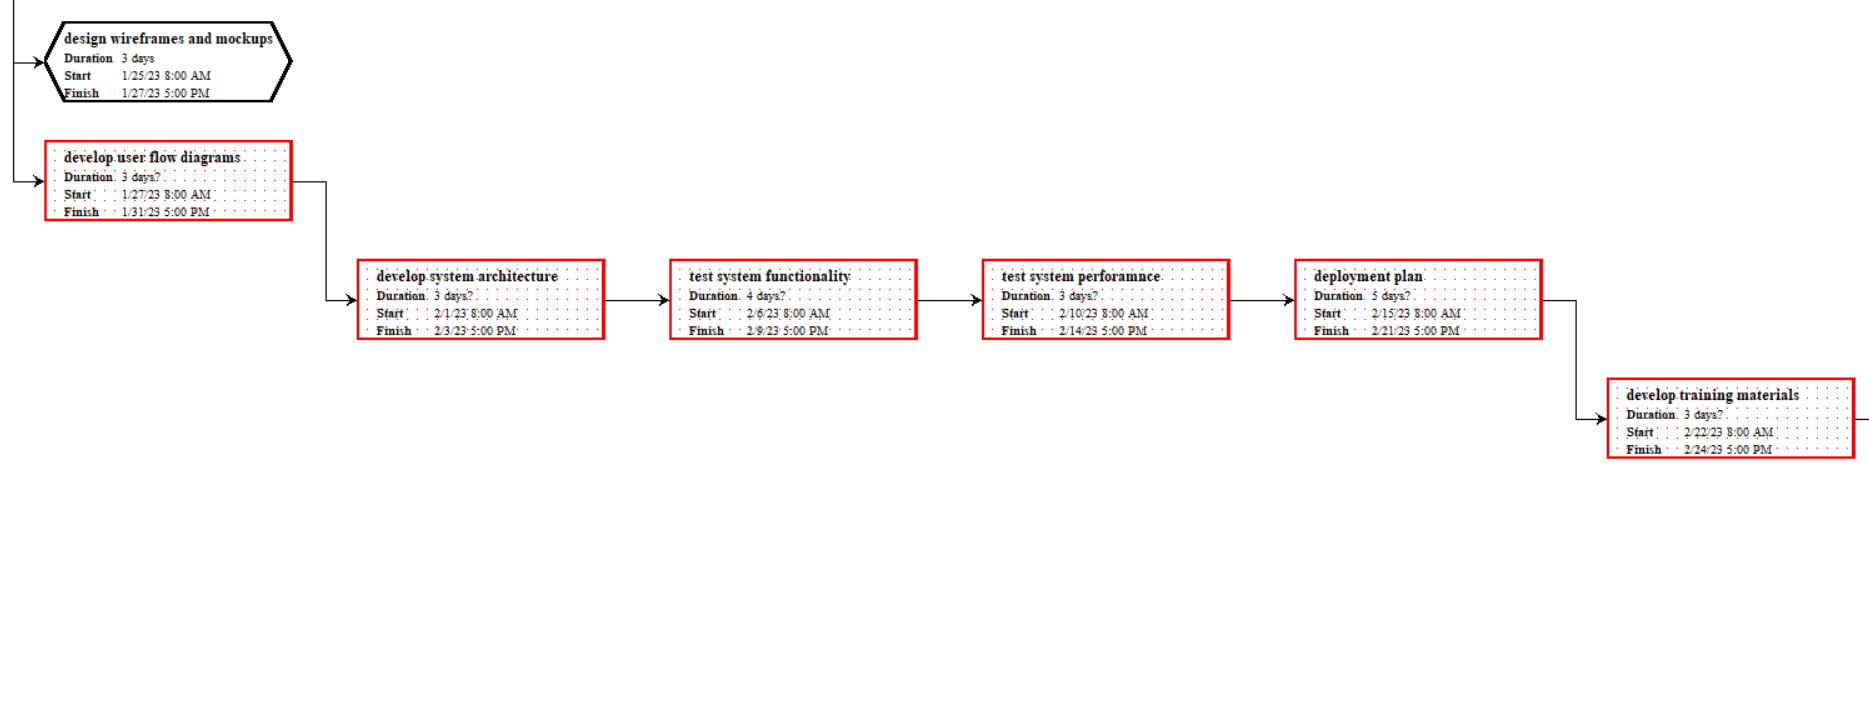 design wireframes and mockups
Duration 3 days
Start 1/25/23 8:00 AM
Finish 1/27/23 5:00 PM
develop user flow diagrams
Duration 3 days?
Start 1/27/23 8:00 AM
Finish 1/31/23 5:00 PM
develop system architecture
Duration 3 days?
Start 2/1/23 8:00 AM
Finish 2/3/23 5:00 PM
test system functionality
Duration 4 days?
Start 2/6/23 8:00 AM
Finish 2/9/23 5:00 PM
test system perforamnce
Duration 3 days?
Start 2/10/23 8:00 AM
Finish 2/14/23 5:00 PM
deployment plan
Duration 5 days?
Start 2/15/23 8:00 AM
Finish 2/21/23 5:00 PM
develop training materials
Duration 3 days?
Start 2/22/23 8:00 AM
Finish 2/24/23 5:00 PM